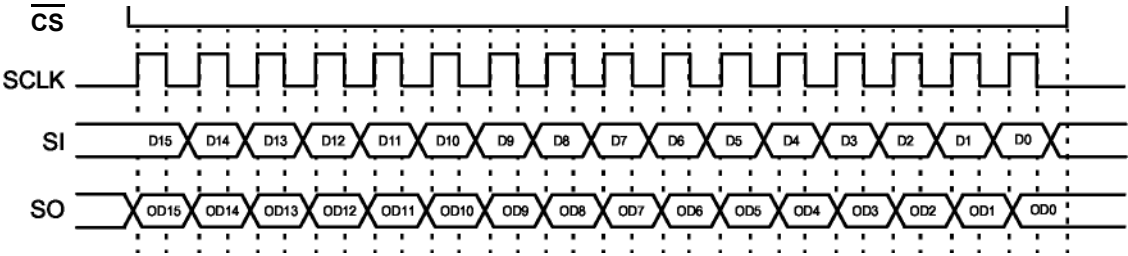 CS
SCLK
SI D15 D14 D13 D12 D11 D10 D9 D8 D7 D6 D5 D4 D3 D2 D1 D0
SO OD15 OD14 OD13 OD12 OD11 OD10 OD9 OD8 OD7 OD6 OD5 OD4 OD3 OD2 OD1 OD0